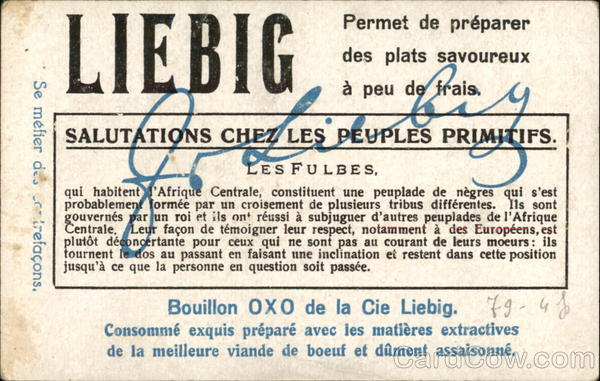 LIEBIG
Permet de préparer
des plats savoureux
à peu de frais.
Se méfier des contrefaçons.
J v Liebig
SALUTATIONS CHEZ LES PEUPLES PRIMITIFS.
LES FULBES,
qui habitent l'Afrique Centrale, constituent une peuplade de nègres qui s'est
probablement formée par un croisement de plusieurs tribus différentes. Ils sont
gouvernés par un roi et ils ont réussi à subjuguer d'autres peuplades de l'Afrique
Centrale. Leur façon de témoigner leur respect, notamment à des Européens, est
plutôt déconcertante pour ceux qui ne sont pas au courant de leurs moeurs: ils
tournent le dos au passant en faisant une inclination et restent dans cette position
jusqu'à ce que la personne en question soit passée.
Bouillon OXO de la Cie Liebig.
Consommé exquis préparé avec les matières extractives
de la meilleure viande de boeuf et dûment assaisonné.
79-4
CardCow.com